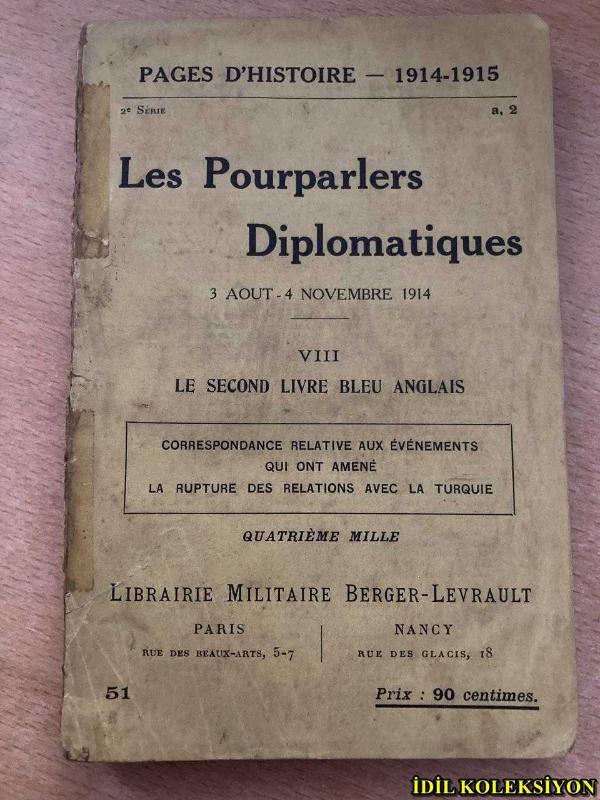 PAGES D'HISTOIRE — 1914-1915
2e SÉRIE a, 2
Les Pourparlers
Diplomatiques
3 AOUT - 4 NOVEMBRE 1914
VIII
LE SECOND LIVRE BLEU ANGLAIS
CORRESPONDANCE RELATIVE AUX ÉVÉNEMENTS
QUI ONT AMENÉ
LA RUPTURE DES RELATIONS AVEC LA TURQUIE
QUATRIÈME MILLE
LIBRAIRIE MILITAIRE BERGER-LEVRAULT
PARIS
RUE DES BEAUX-ARTS, 5-7
NANCY
RUE DES GLACIS, 18
51
Prix : 90 centimes.
İDİL KOLEKSİYON